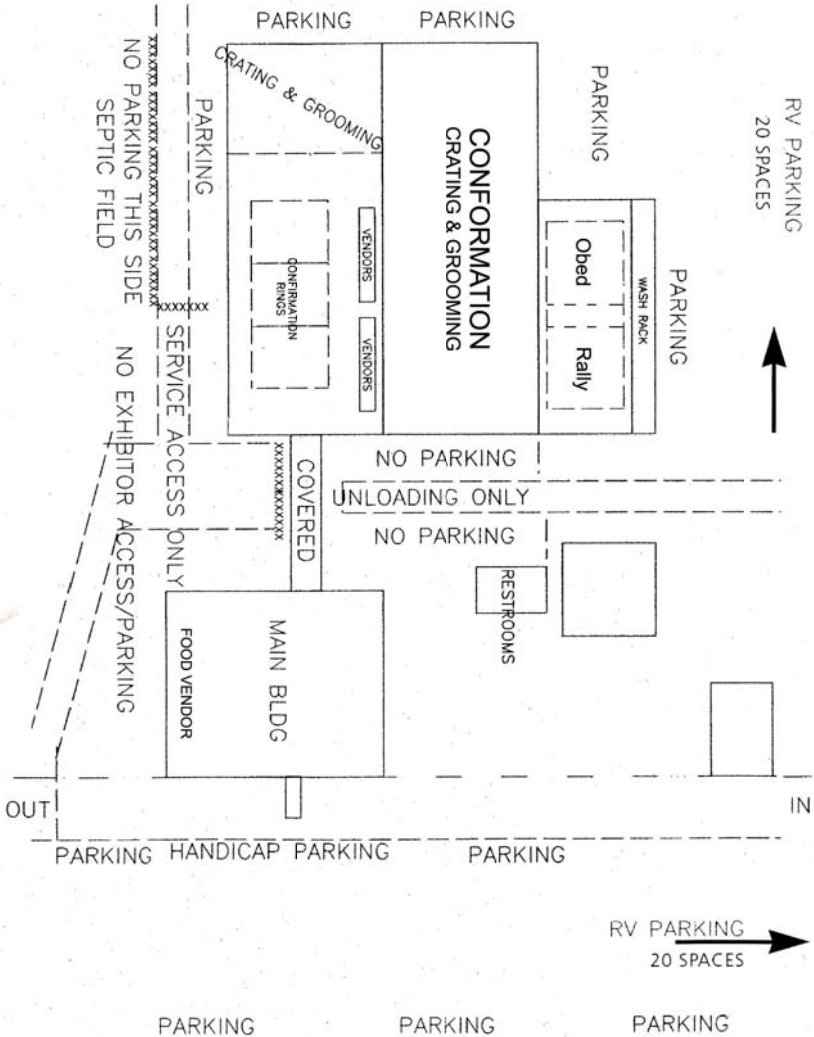 PARKING
PARKING
NO PARKING THIS SIDE
SEPTIC FIELD
XXXXXXXXXXXXXXXXXXXXXXXXXXXXXXXXXXXXXXX
PARKING
CRATING & GROOMING
CONFORMATION
CRATING & GROOMING
PARKING
RV PARKING
20 SPACES
VENDORS
VENDORS
CONFIRMATION
RINGS
Obed
Rally
WASH RACK
PARKING
XXXXXXX
SERVICE ACCESS ONLY
NO EXHIBITOR ACCESS/PARKING
XXXXXXXXXXXXXX
COVERED
NO PARKING
UNLOADING ONLY
NO PARKING
RESTROOMS
MAIN BLDG
FOOD VENDOR
OUT
IN
PARKING
HANDICAP PARKING
PARKING
RV PARKING
20 SPACES
PARKING
PARKING
PARKING